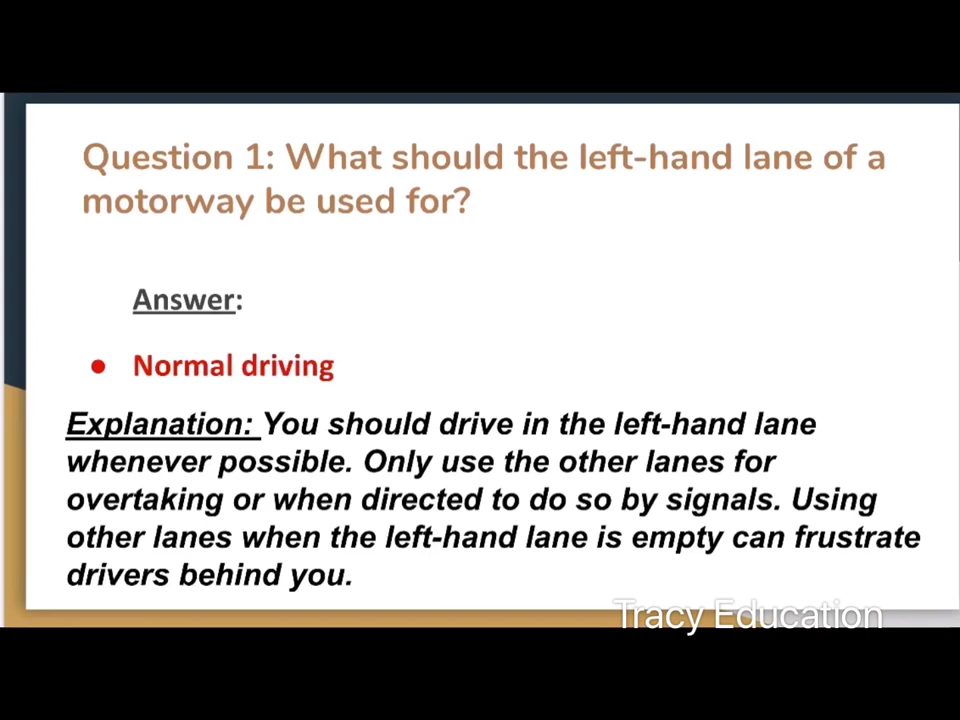 Question 1: What should the left-hand lane of a
motorway be used for?
Answer:
● Normal driving
Explanation: You should drive in the left-hand lane
whenever possible. Only use the other lanes for
overtaking or when directed to do so by signals. Using
other lanes when the left-hand lane is empty can frustrate
drivers behind you.
Tracy Education